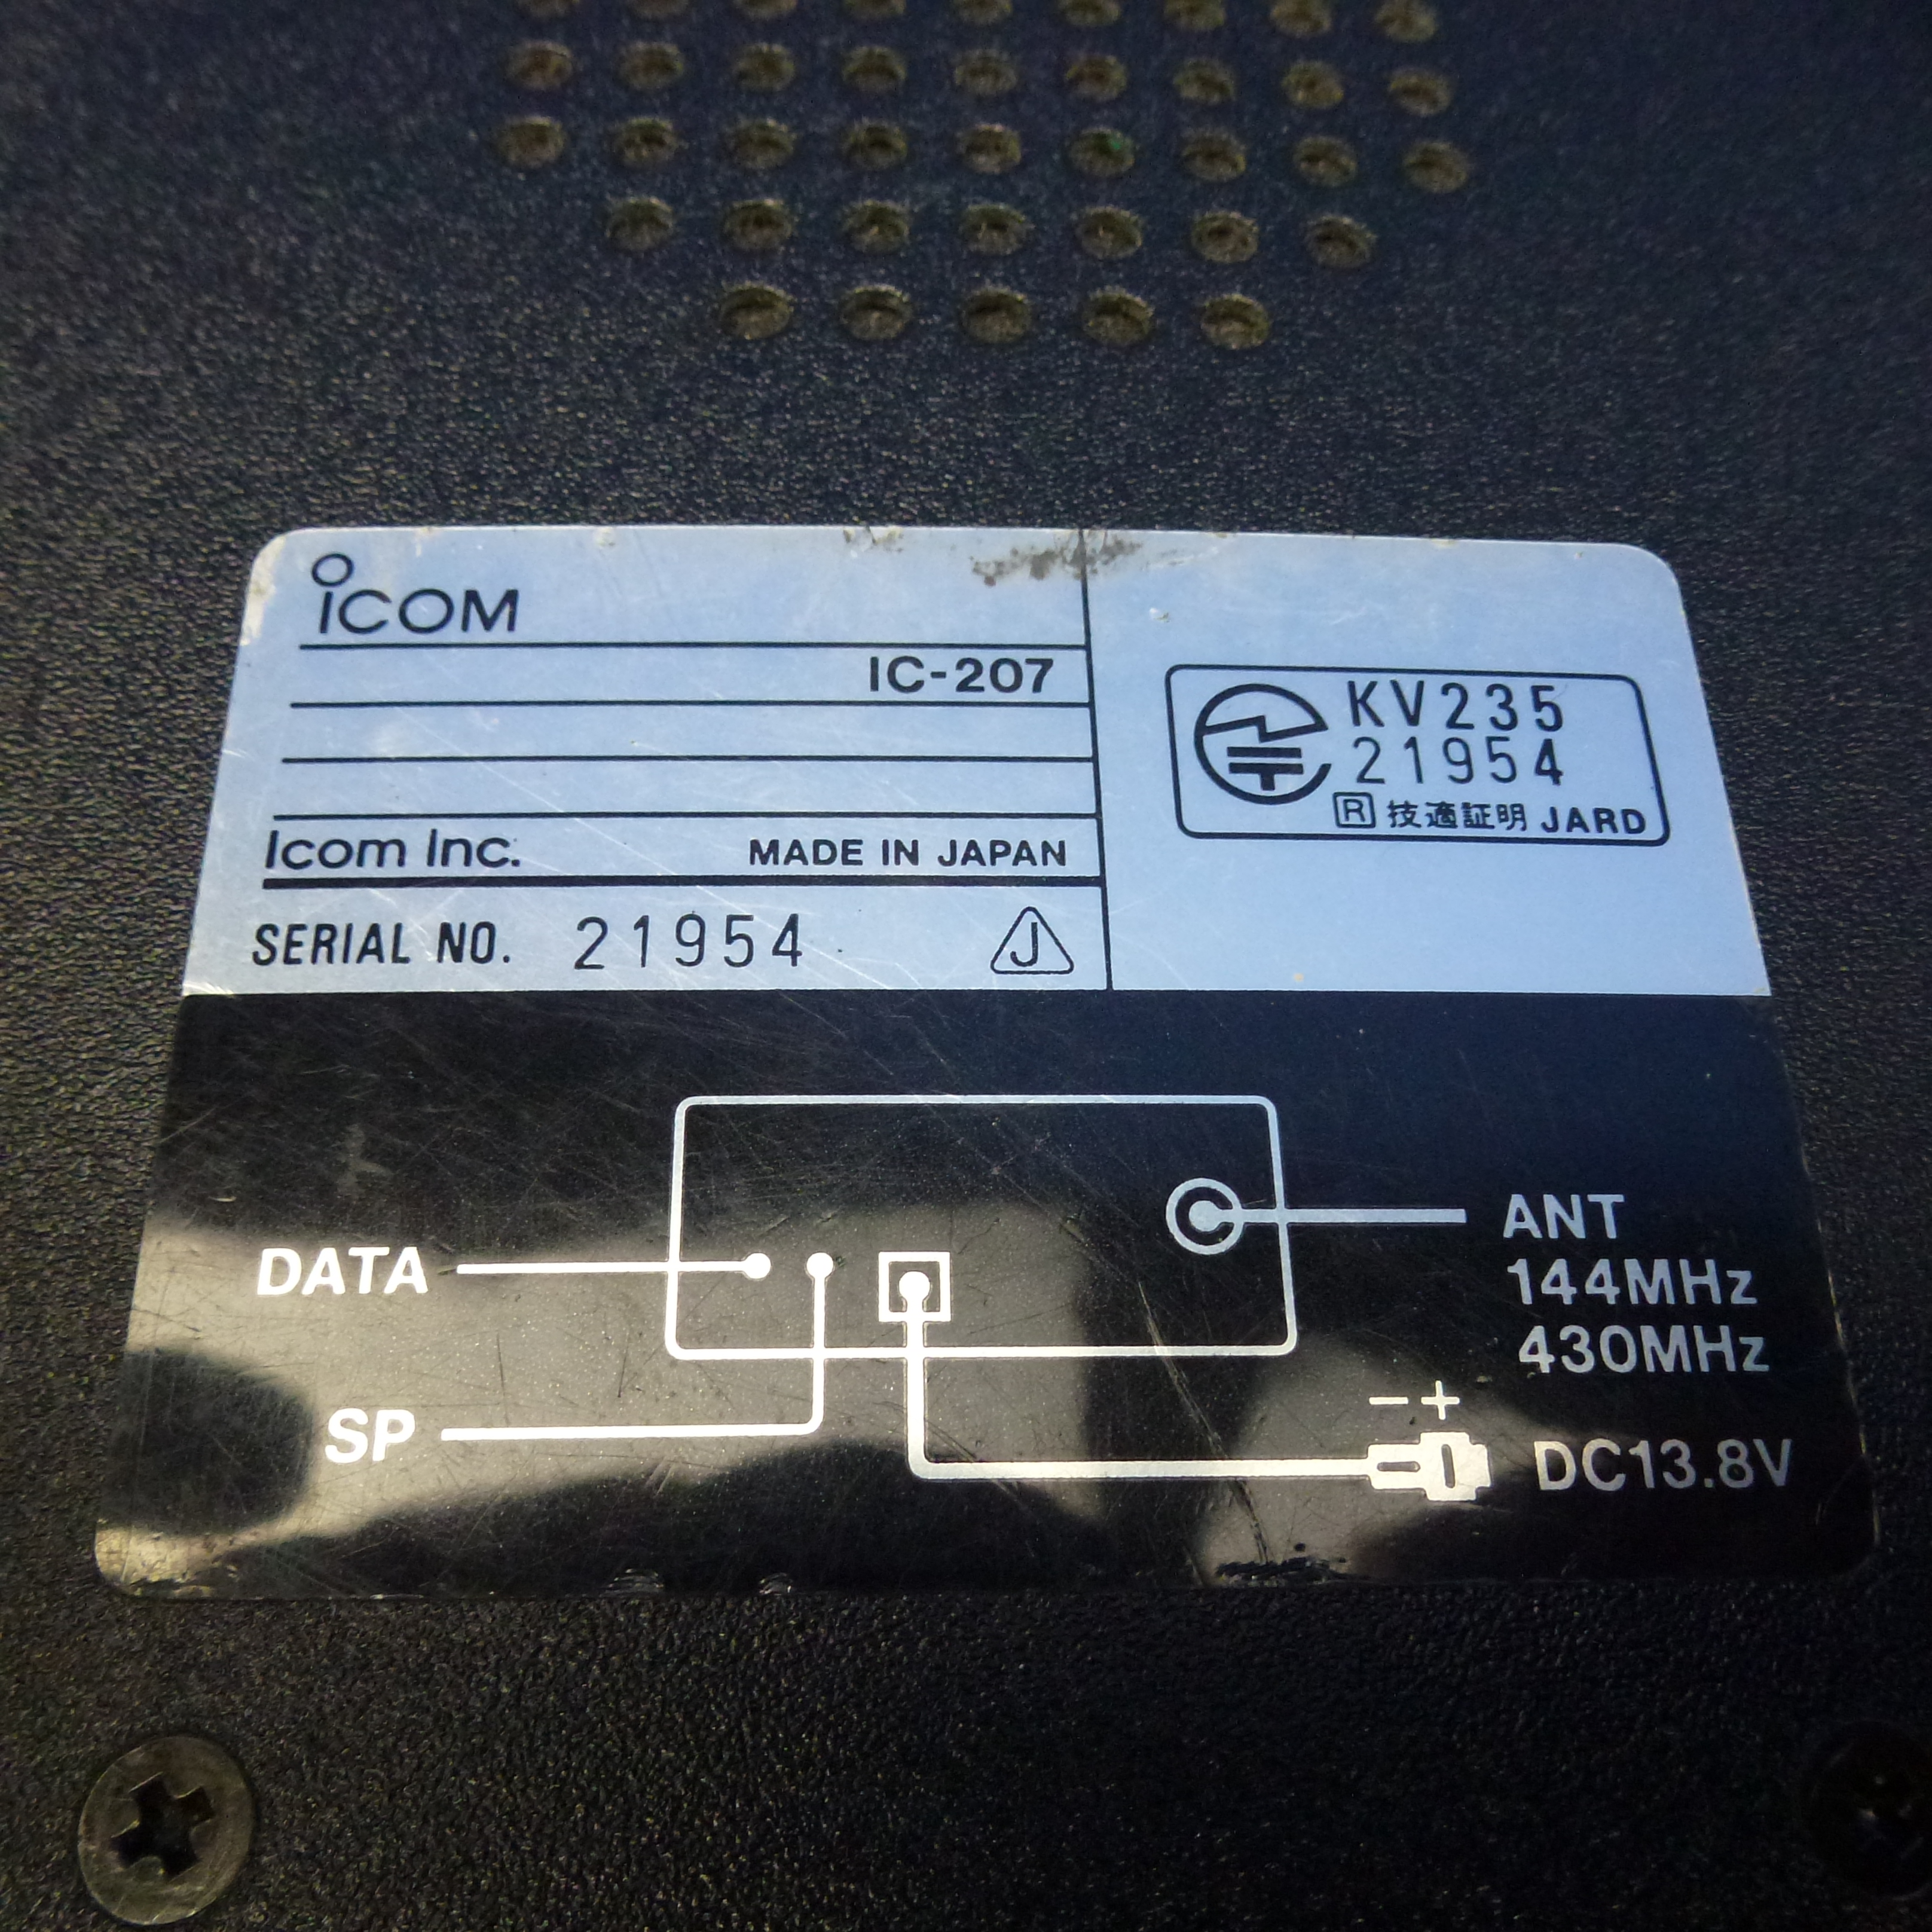 ICOM
IC-207
Icom Inc. MADE IN JAPAN
SERIAL NO. 21954 J
KV235
21954
R 技適証明 JARD
DATA
SP
ANT
144MHz
430MHz
− +
DC13.8V